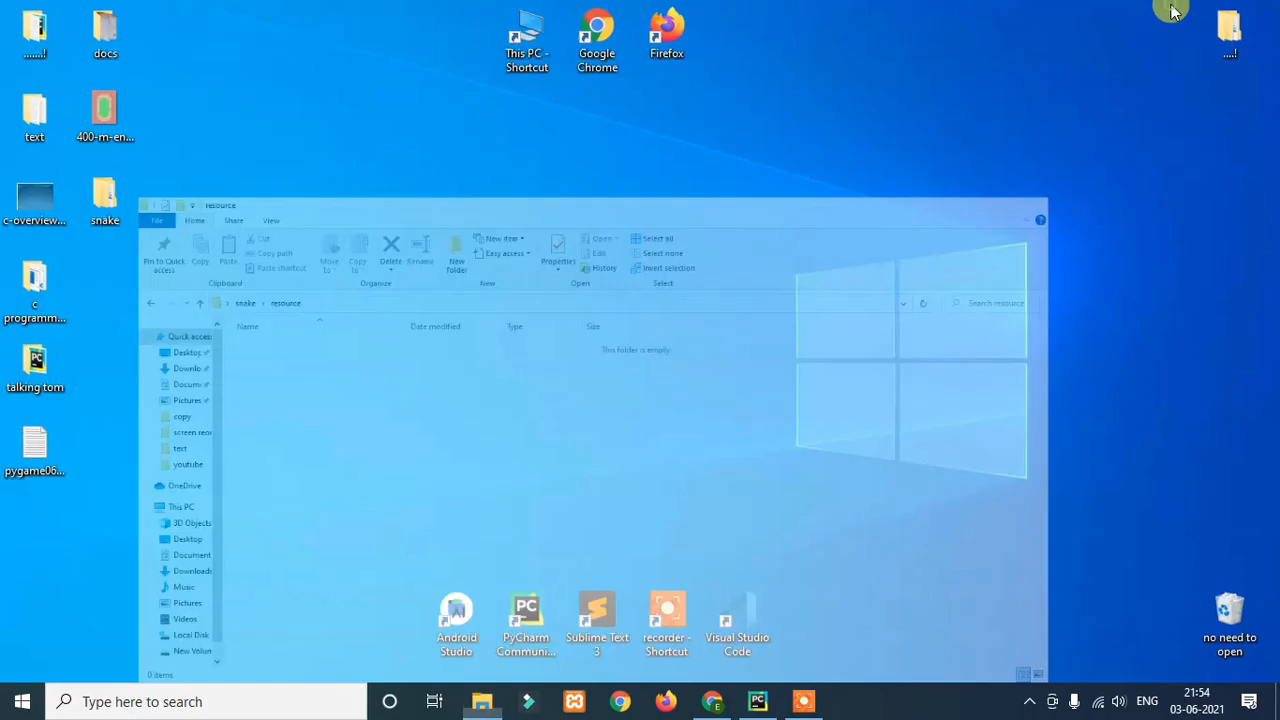 .......!
docs
This PC -
Shortcut
Google
Chrome
Firefox
....!
text
400-m-en...
c-overview....
snake
c
programm...
talking tom
pygame06...
resource
File
Home
Share
View
Pin to Quick
access
Copy
Paste
Cut
Copy path
Paste shortcut
Clipboard
Move
to
Copy
to
Delete
Rename
Organize
New
folder
New item
Easy access
New
Properties
Open
Edit
History
Open
Select all
Select none
Invert selection
Select
snake
resource
Search resource
Name
Date modified
Type
Size
This folder is empty.
Quick acces
Desktop
Downlo
Docum
Pictures
copy
screen reco
text
youtube
OneDrive
This PC
3D Objects
Desktop
Document
Downloads
Music
Pictures
Videos
Local Disk
New Volun
0 items
Android
Studio
PyCharm
Communi...
Sublime Text
3
recorder -
Shortcut
Visual Studio
Code
no need to
open
Type here to search
ENG
21:54
03-06-2021